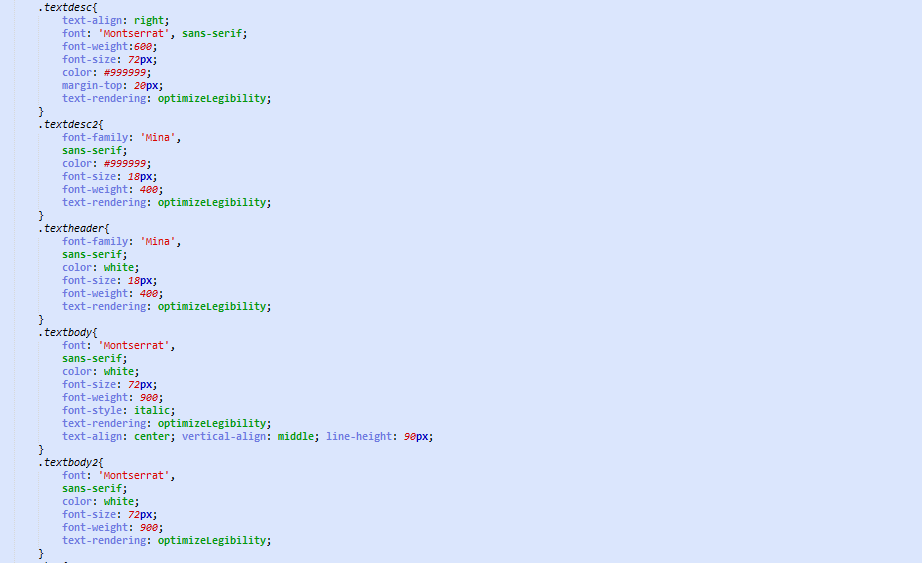 .textdesc{
text-align: right;
font: 'Montserrat', sans-serif;
font-weight:600;
font-size: 72px;
color: #999999;
margin-top: 20px;
text-rendering: optimizeLegibility;
}
.textdesc2{
font-family: 'Mina',
sans-serif;
color: #999999;
font-size: 18px;
font-weight: 400;
text-rendering: optimizeLegibility;
}
.textheader{
font-family: 'Mina',
sans-serif;
color: white;
font-size: 18px;
font-weight: 400;
text-rendering: optimizeLegibility;
}
.textbody{
font: 'Montserrat',
sans-serif;
color: white;
font-size: 72px;
font-weight: 900;
font-style: italic;
text-rendering: optimizeLegibility;
text-align: center; vertical-align: middle; line-height: 90px;
}
.textbody2{
font: 'Montserrat',
sans-serif;
color: white;
font-size: 72px;
font-weight: 900;
text-rendering: optimizeLegibility;
}